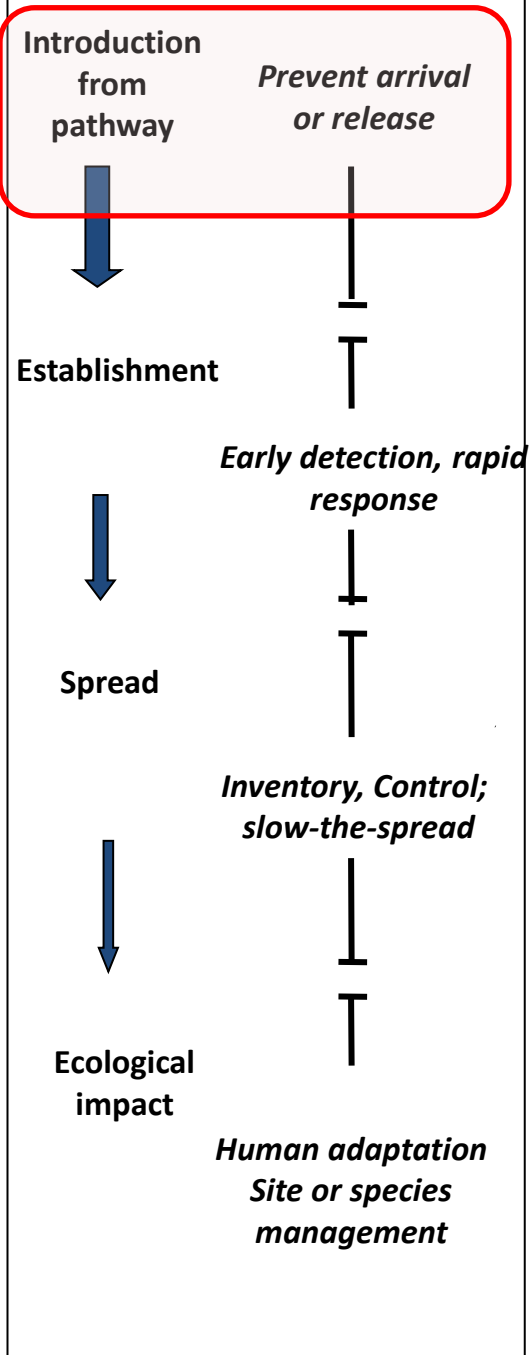 Introduction
from
pathway
Prevent arrival
or release
Establishment
Early detection, rapid
response
Spread
Inventory, Control;
slow-the-spread
Ecological
impact
Human adaptation
Site or species
management